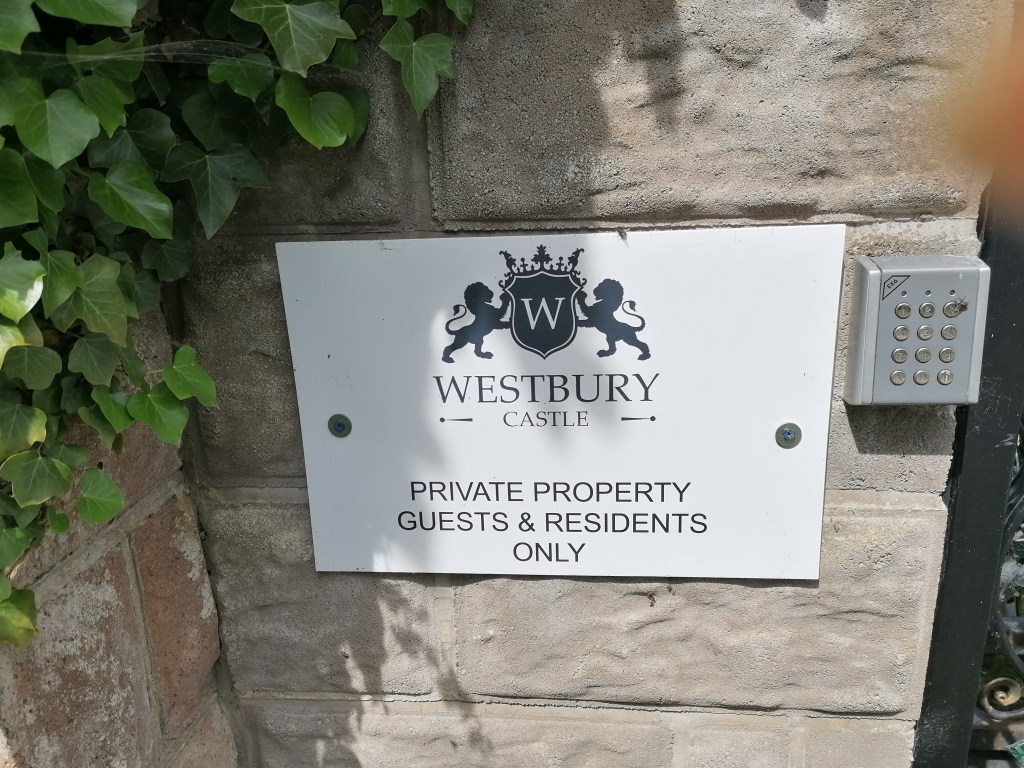 W
WESTBURY
CASTLE
PRIVATE PROPERTY
GUESTS & RESIDENTS
ONLY